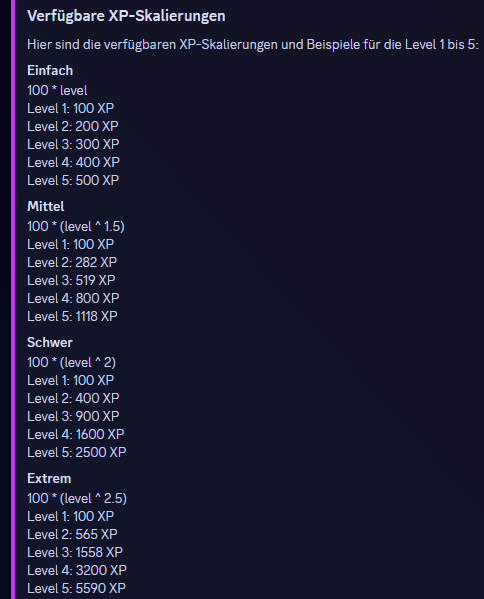 Verfügbare XP-Skalierungen
Hier sind die verfügbaren XP-Skalierungen und Beispiele für die Level 1 bis 5:
Einfach
100 * level
Level 1: 100 XP
Level 2: 200 XP
Level 3: 300 XP
Level 4: 400 XP
Level 5: 500 XP
Mittel
100 * (level ^ 1.5)
Level 1: 100 XP
Level 2: 282 XP
Level 3: 519 XP
Level 4: 800 XP
Level 5: 1118 XP
Schwer
100 * (level ^ 2)
Level 1: 100 XP
Level 2: 400 XP
Level 3: 900 XP
Level 4: 1600 XP
Level 5: 2500 XP
Extrem
100 * (level ^ 2.5)
Level 1: 100 XP
Level 2: 565 XP
Level 3: 1558 XP
Level 4: 3200 XP
Level 5: 5590 XP